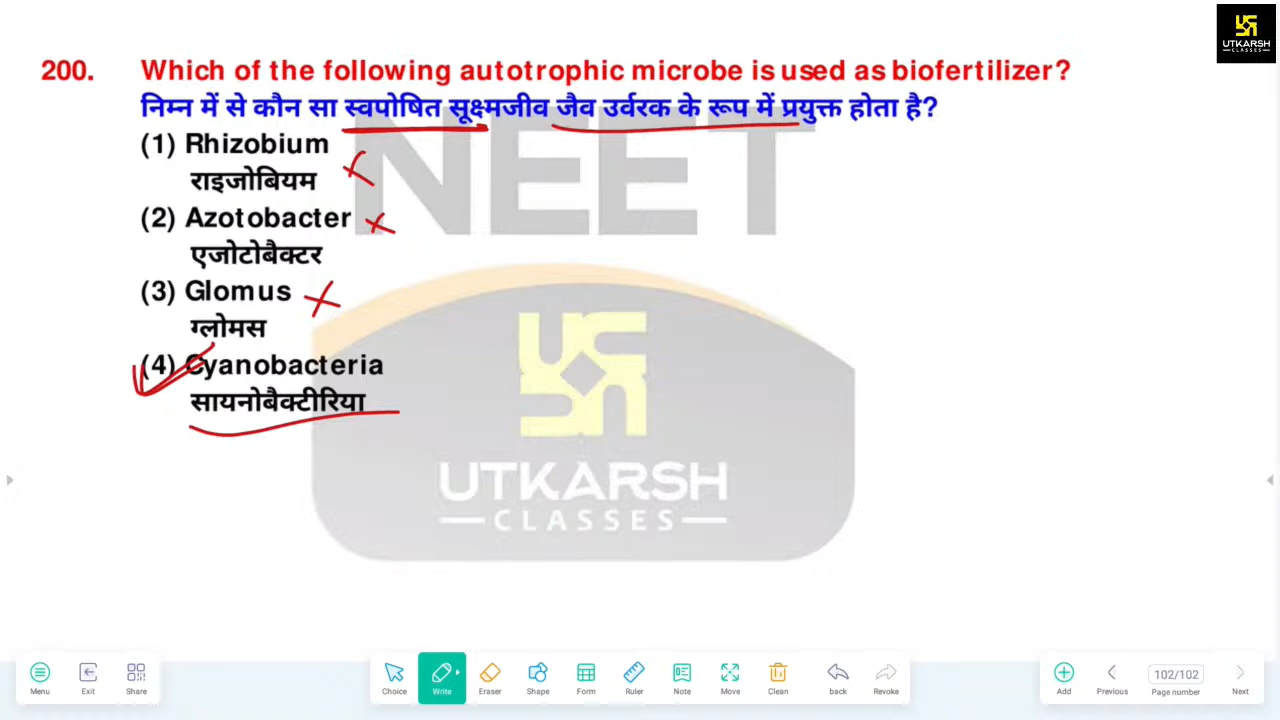 UTKARSH
CLASSES
200. Which of the following autotrophic microbe is used as biofertilizer?
निम्न में से कौन सा स्वपोषित सूक्ष्मजीव जैव उर्वरक के रूप में प्रयुक्त होता है?
(1) Rhizobium
राइजोबियम
(2) Azotobacter
एजोटोबैक्टर
(3) Glomus
ग्लोमस
(4) Cyanobacteria
सायनोबैक्टीरिया
NEET
UTKARSH
CLASSES
Menu Exit Share Choice Write Eraser Shape Form Ruler Note Move Clean back Revoke Add Previous 102/102 Page number Next